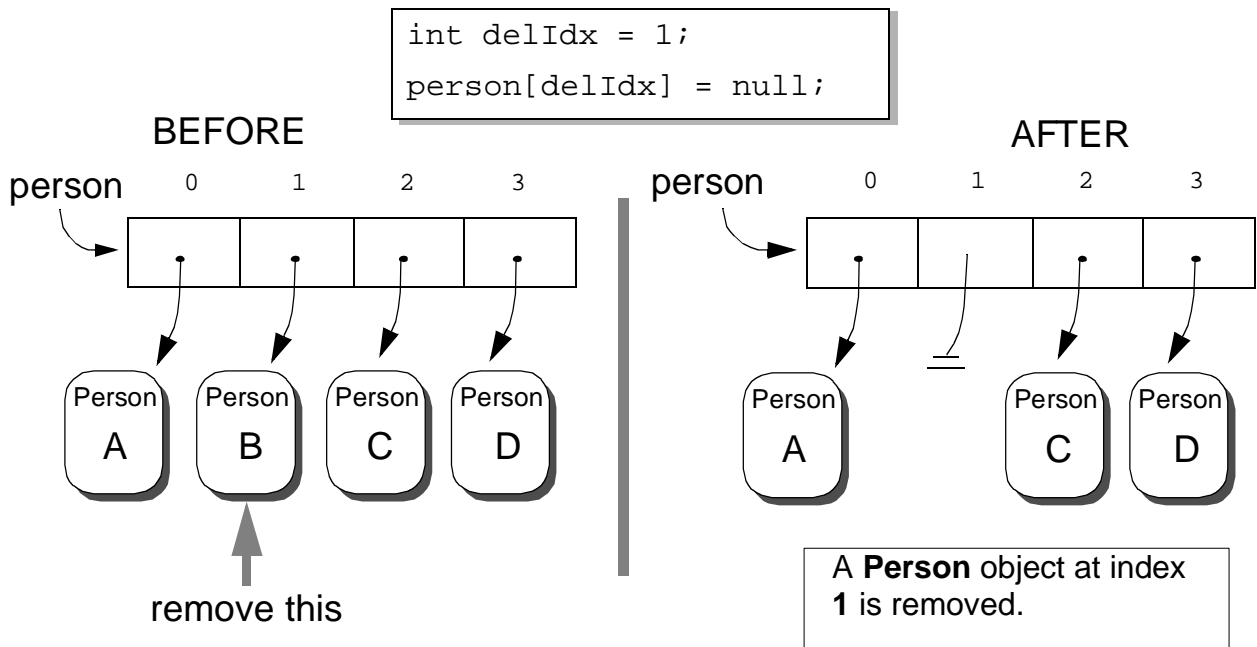 int delIdx = 1;
person[delIdx] = null;
BEFORE
person 0 1 2 3
Person A
Person B
Person C
Person D
remove this
AFTER
person 0 1 2 3
Person A
Person C
Person D
A Person object at index
1 is removed.